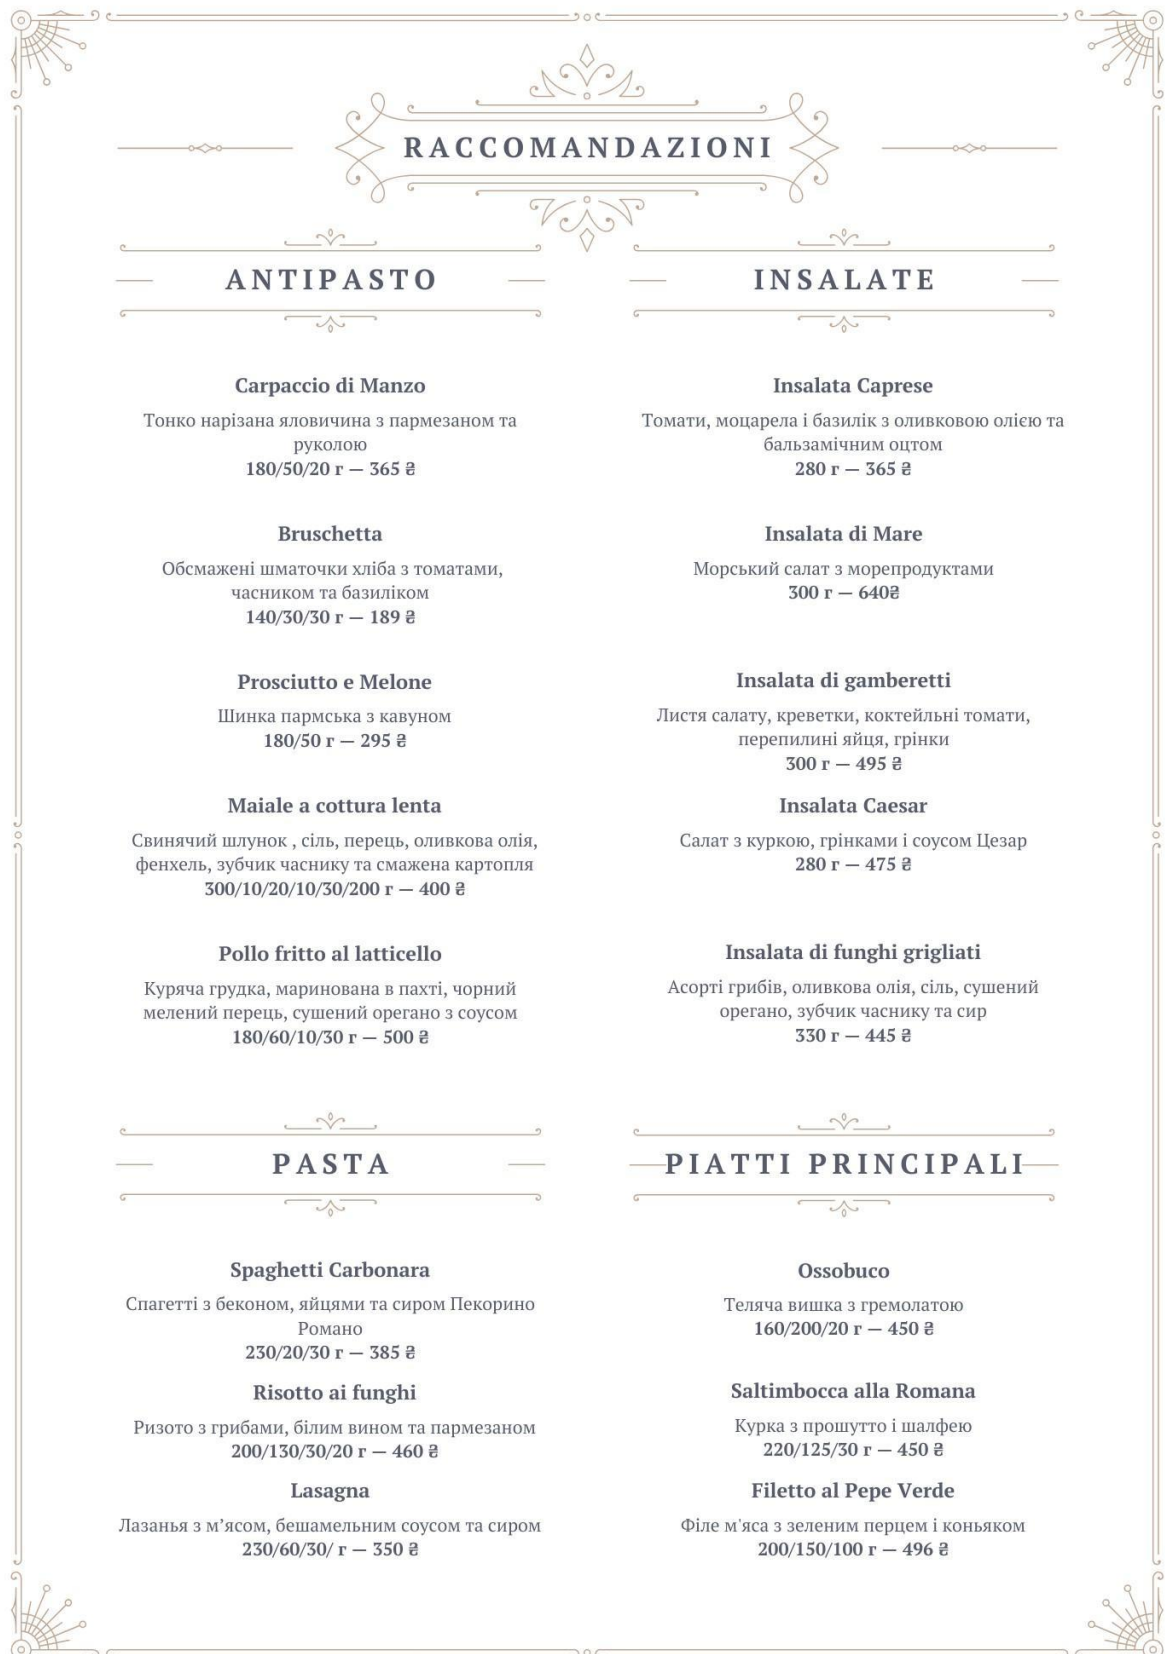 RACCOMANDAZIONI
ANTIPASTO
Carpaccio di Manzo
Тонко нарізана яловичина з пармезаном та
руколою
180/50/20 г — 365 ₴
Bruschetta
Обсмажені шматочки хліба з томатами,
часником та базиліком
140/30/30 г — 189 ₴
Prosciutto e Melone
Шинка пармська з кавуном
180/50 г — 295 ₴
Maiale a cottura lenta
Свинячий шлунок , сіль, перець, оливкова олія,
фенхель, зубчик часнику та смажена картопля
300/10/20/10/30/200 г — 400 ₴
Pollo fritto al latticello
Куряча грудка, маринована в пахті, чорний
мелений перець, сушений орегано з соусом
180/60/10/30 г — 500 ₴
INSALATE
Insalata Caprese
Томати, моцарела і базилік з оливковою олією та
бальзамічним оцтом
280 г — 365 ₴
Insalata di Mare
Морський салат з морепродуктами
300 г — 640₴
Insalata di gamberetti
Листя салату, креветки, коктейльні томати,
перепилині яйця, грінки
300 г — 495 ₴
Insalata Caesar
Салат з куркою, грінками і соусом Цезар
280 г — 475 ₴
Insalata di funghi grigliati
Асорті грибів, оливкова олія, сіль, сушений
орегано, зубчик часнику та сир
330 г — 445 ₴
PASTA
Spaghetti Carbonara
Спагетті з беконом, яйцями та сиром Пекорино
Романо
230/20/30 г — 385 ₴
Risotto ai funghi
Ризото з грибами, білим вином та пармезаном
200/130/30/20 г — 460 ₴
Lasagna
Лазанья з м’ясом, бешамельним соусом та сиром
230/60/30/ г — 350 ₴
PIATTI PRINCIPALI
Ossobuco
Теляча вишка з гремолатою
160/200/20 г — 450 ₴
Saltimbocca alla Romana
Курка з прошутто і шалфею
220/125/30 г — 450 ₴
Filetto al Pepe Verde
Філе м'яса з зеленим перцем і коньяком
200/150/100 г — 496 ₴